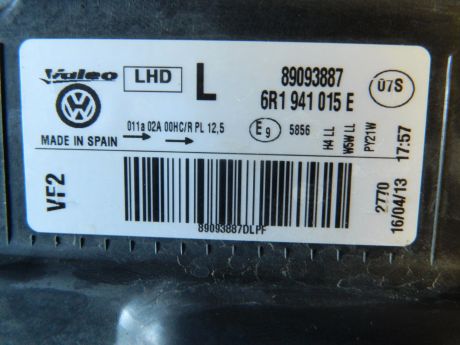 Valeo LHD L 89093887
6R1 941 015 E
07S
011a 02A 00HC/R PL 12,5
E9 5856
MADE IN SPAIN
H4 LL
W5W LL
PY21W
17:57
VF2
2770
16/04/13
89093887DLPF